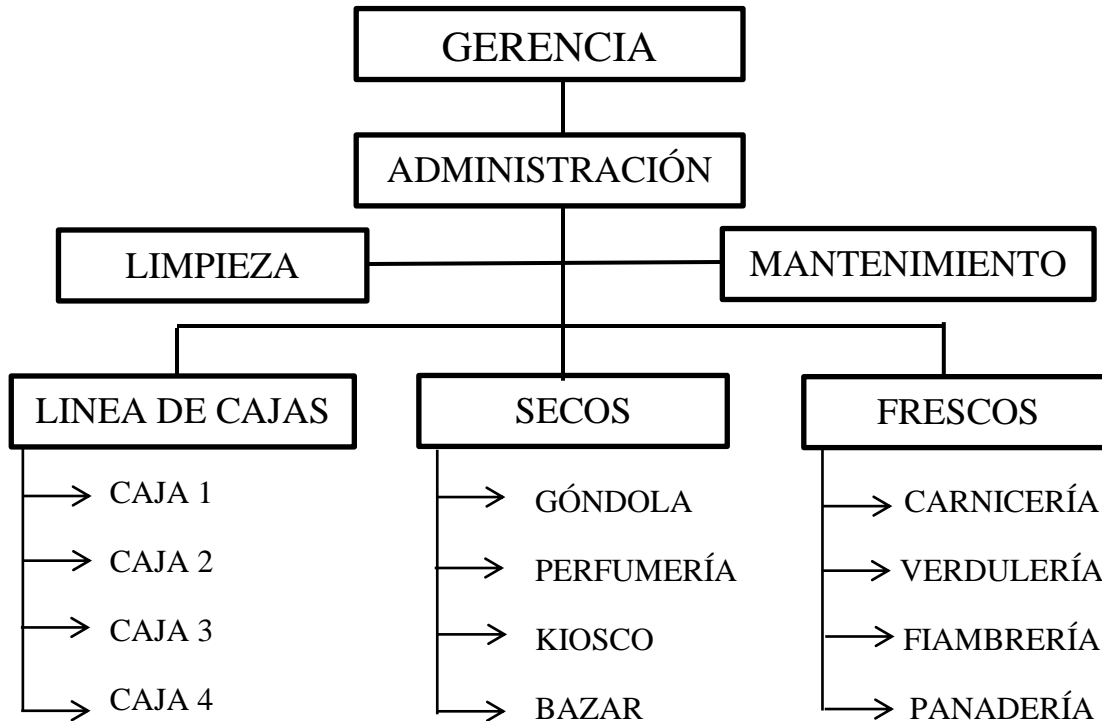 GERENCIA
ADMINISTRACIÓN
LIMPIEZA
MANTENIMIENTO
LINEA DE CAJAS
CAJA 1
CAJA 2
CAJA 3
CAJA 4
SECOS
GÓNDOLA
PERFUMERÍA
KIOSCO
BAZAR
FRESCOS
CARNICERÍA
VERDULERÍA
FIAMBRERÍA
PANADERÍA